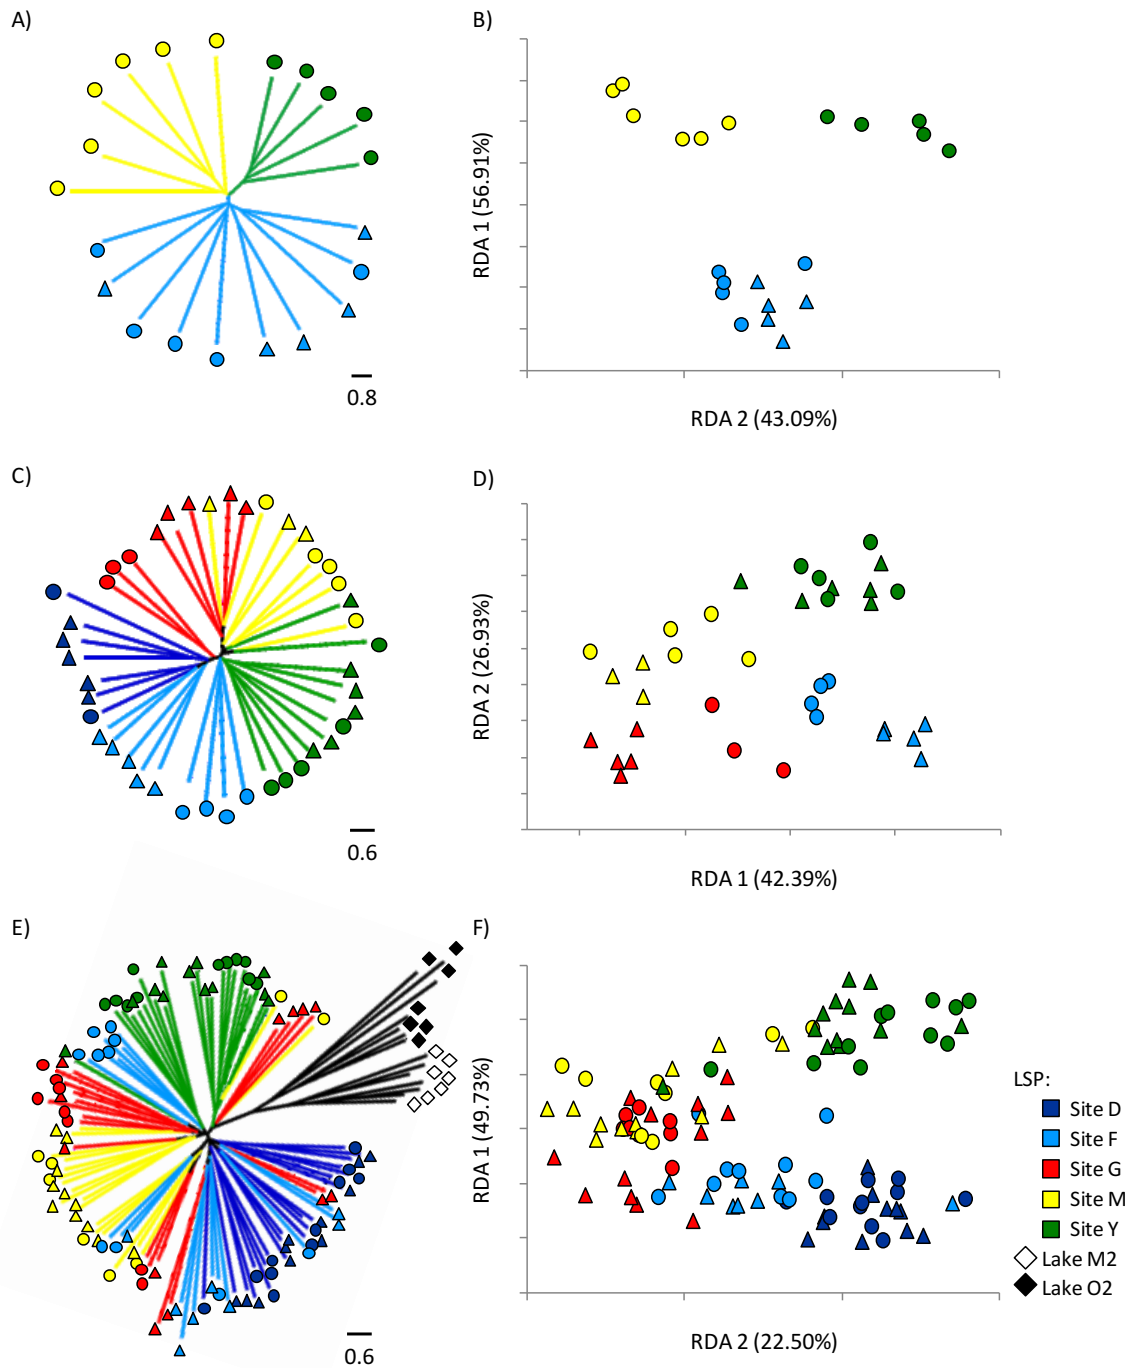 A)
B)
RDA 1 (56.91%)
0.8
RDA 2 (43.09%)
C)
D)
RDA 2 (26.93%)
0.6
RDA 1 (42.39%)
E)
F)
RDA 1 (49.73%)
LSP:
Site D
Site F
Site G
Site M
Site Y
Lake M2
Lake O2
0.6
RDA 2 (22.50%)